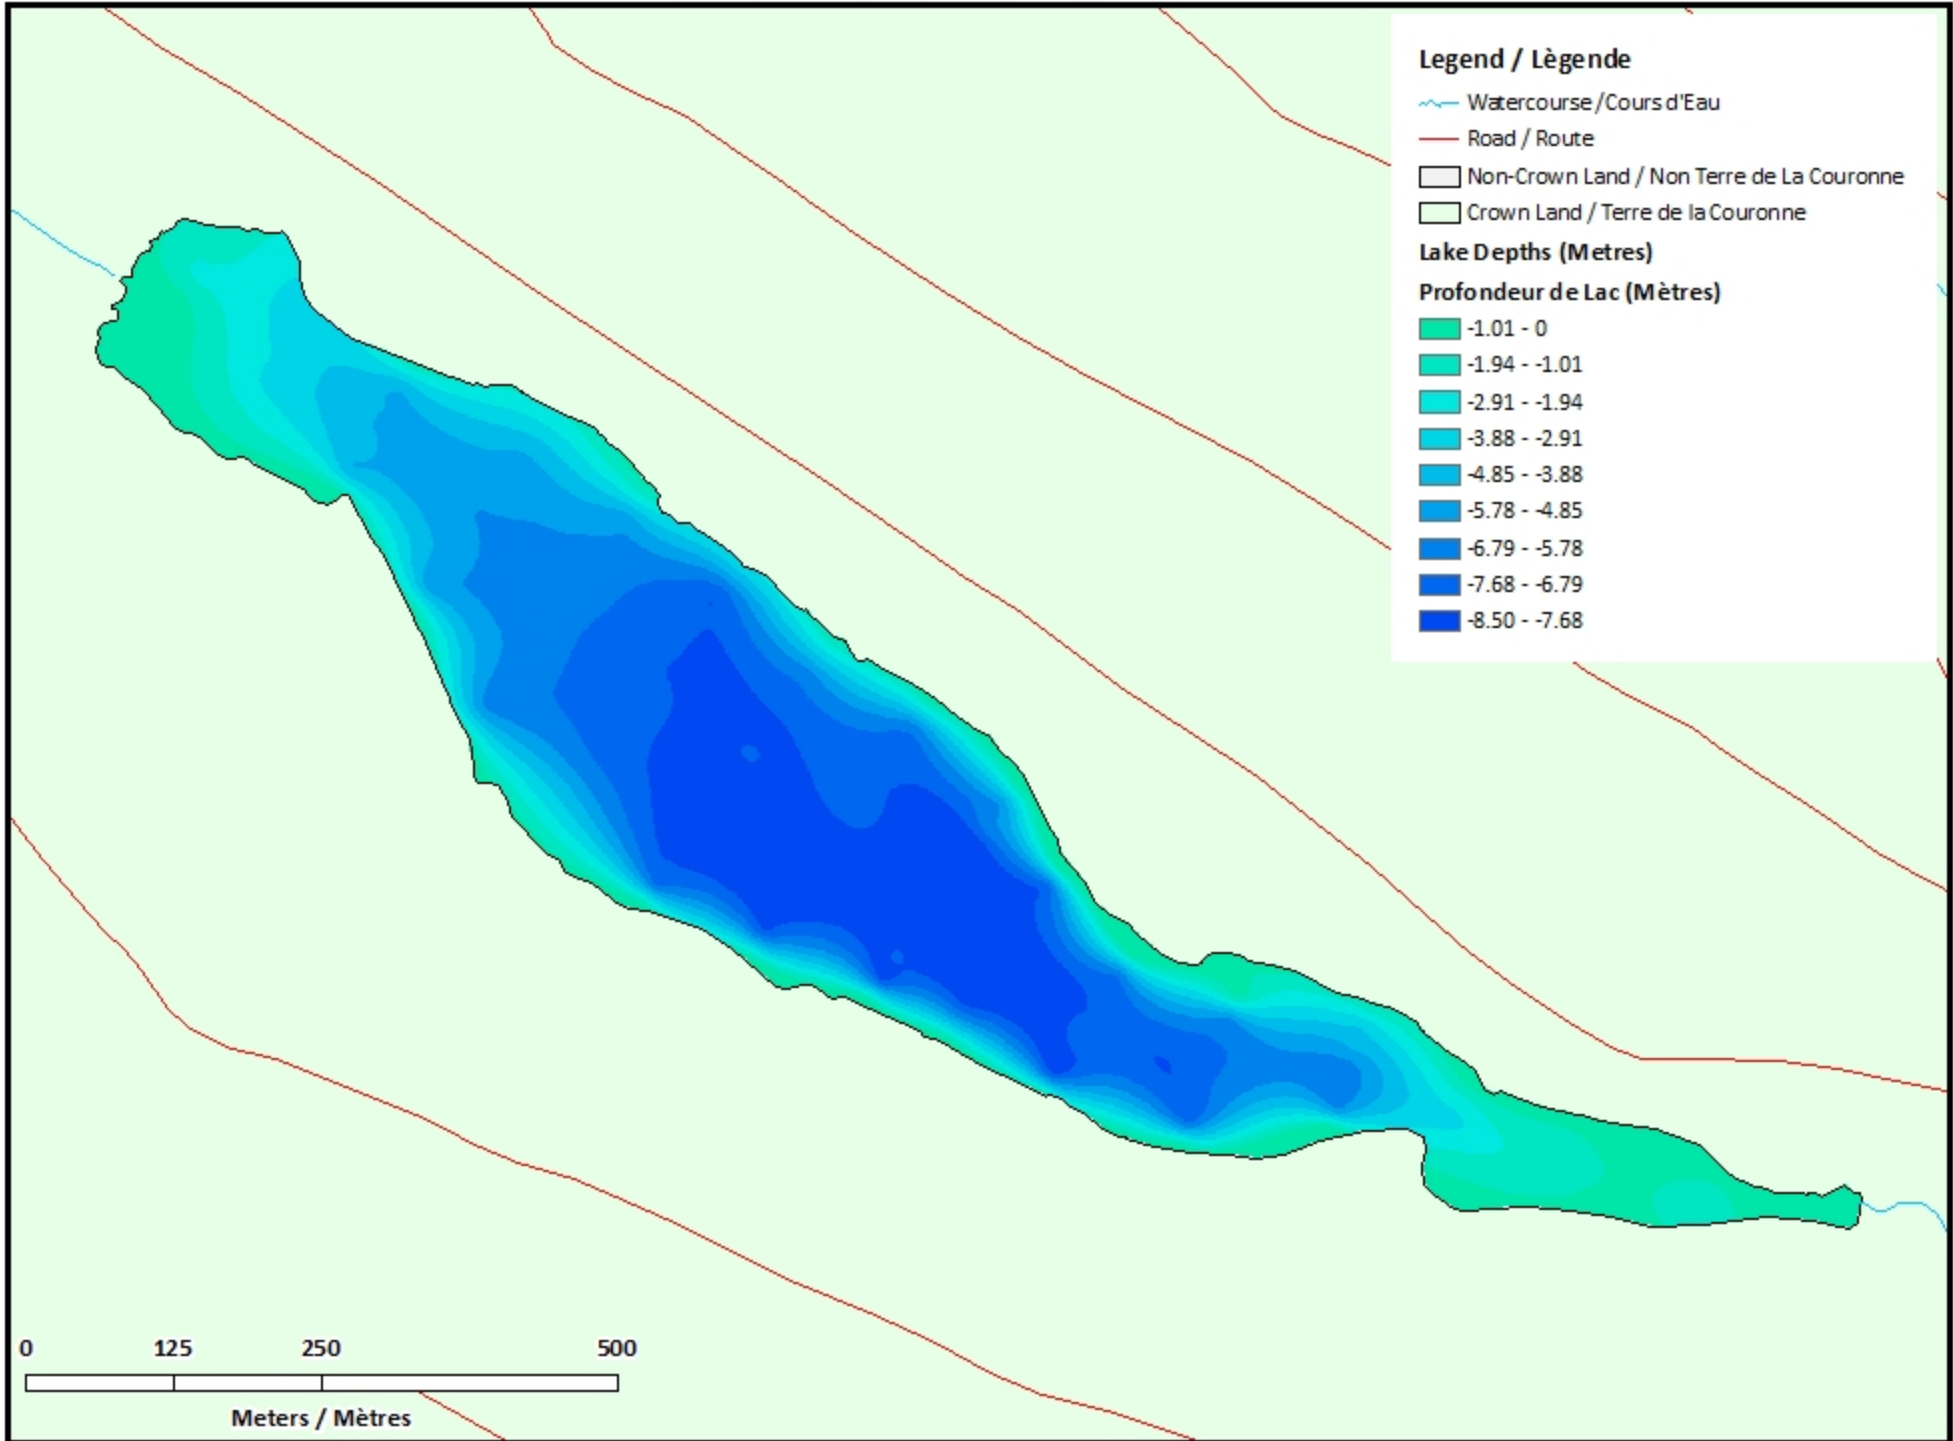 Legend / Lègende
Watercourse / Cours d'Eau
Road / Route
Non-Crown Land / Non Terre de La Couronne
Crown Land / Terre de la Couronne
Lake Depths (Metres)
Profondeur de Lac (Mètres)
-1.01 - 0
-1.94 - -1.01
-2.91 - -1.94
-3.88 - -2.91
-4.85 - -3.88
-5.78 - -4.85
-6.79 - -5.78
-7.68 - -6.79
-8.50 - -7.68
0 125 250 500
Meters / Mètres